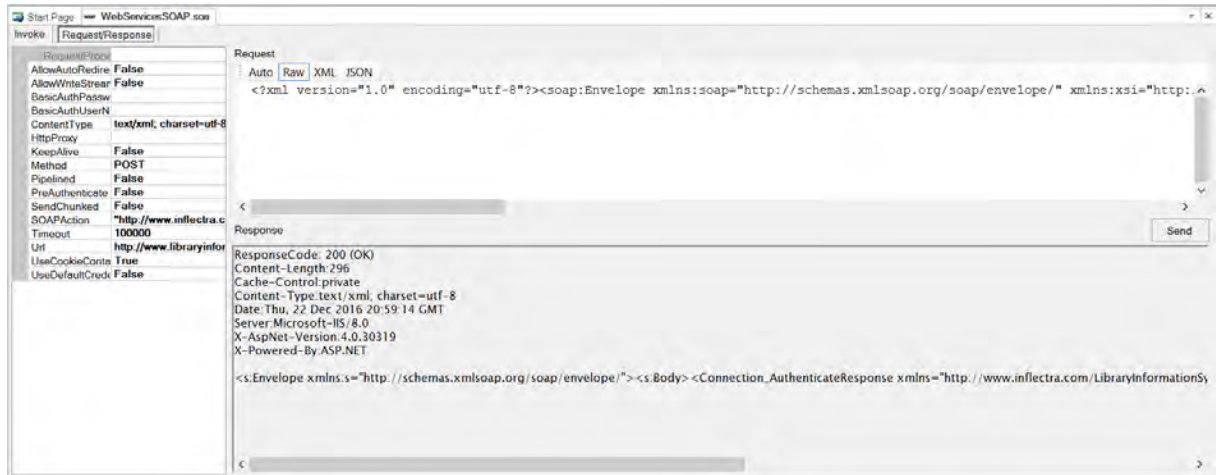 Start Page WebServicesSOAP.soa
Invoke Request/Response
RequestProxy
AllowAutoRedire False
AllowWriteStrear False
BasicAuthPassw
BasicAuthUserN
ContentType text/xml; charset=utf-8
HttpProxy
KeepAlive False
Method POST
Pipelined False
PreAuthenticate False
SendChunked False
SOAPAction "http://www.inflectra.c
Timeout 100000
Url http://www.libraryinfor
UseCookieConta True
UseDefaultCrede False
Request
Auto Raw XML JSON
<?xml version="1.0" encoding="utf-8"?><soap:Envelope xmlns:soap="http://schemas.xmlsoap.org/soap/envelope/" xmlns:xsi="http:.
Response Send
ResponseCode: 200 (OK)
Content-Length:296
Cache-Control:private
Content-Type:text/xml; charset=utf-8
Date:Thu, 22 Dec 2016 20:59:14 GMT
Server:Microsoft-IIS/8.0
X-AspNet-Version:4.0.30319
X-Powered-By:ASP.NET
<s:Envelope xmlns:s="http://schemas.xmlsoap.org/soap/envelope/"><s:Body><Connection_AuthenticateResponse xmlns="http://www.inflectra.com/LibraryInformationSy